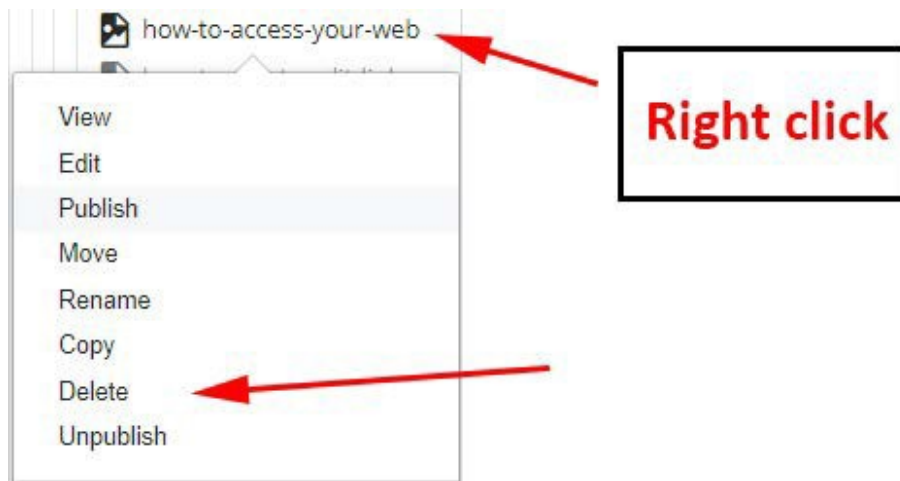 how-to-access-your-web
Right click
View
Edit
Publish
Move
Rename
Copy
Delete
Unpublish